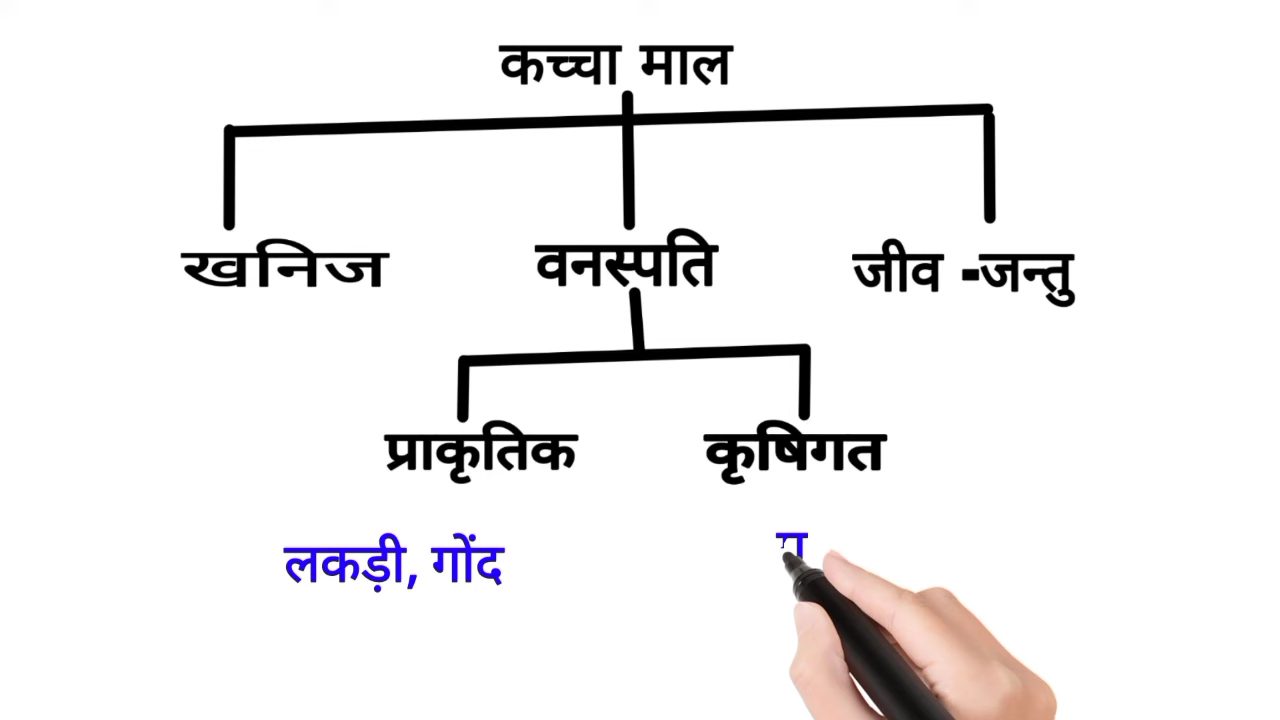 कच्चा माल
खनिज वनस्पति जीव -जन्तु
प्राकृतिक कृषिगत
लकड़ी, गोंद